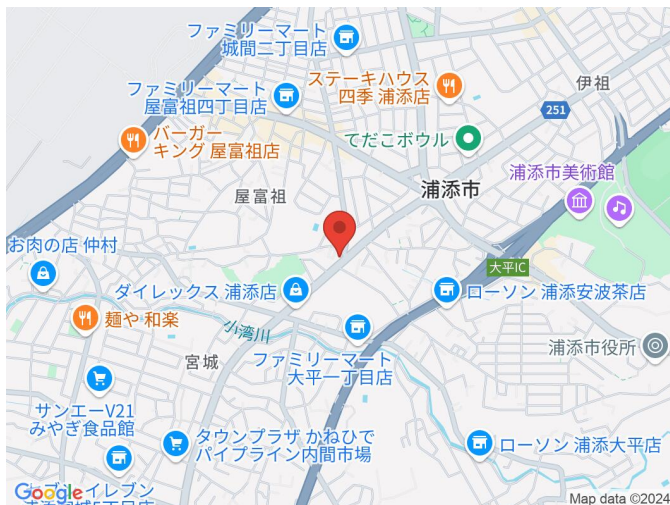 ファミリーマート
城間二丁目店
ステーキハウス
四季 浦添店
伊祖
ファミリーマート
屋富祖四丁目店
251
バーガー
キング 屋富祖店
てだこボウル
浦添市美術館
屋富祖
浦添市
お肉の店 仲村
大平IC
ダイレックス 浦添店
ローソン 浦添安波茶店
麺や 和楽
小湾川
ファミリーマート
大平一丁目店
浦添市役所
宮城
サンエーV21
みやぎ食品館
タウンプラザ かねひで
パイプライン内間市場
ローソン 浦添大平店
Google
Map data ©2024